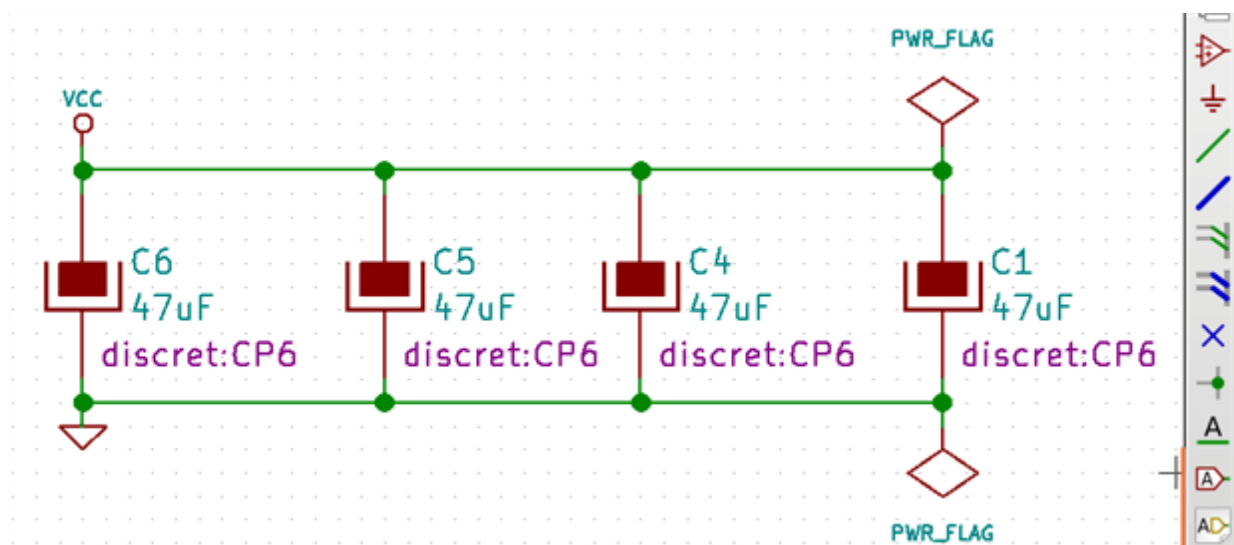 PWR_FLAG
VCC
C6
47uF
discret:CP6
C5
47uF
discret:CP6
C4
47uF
discret:CP6
C1
47uF
discret:CP6
PWR_FLAG
A
A
AD